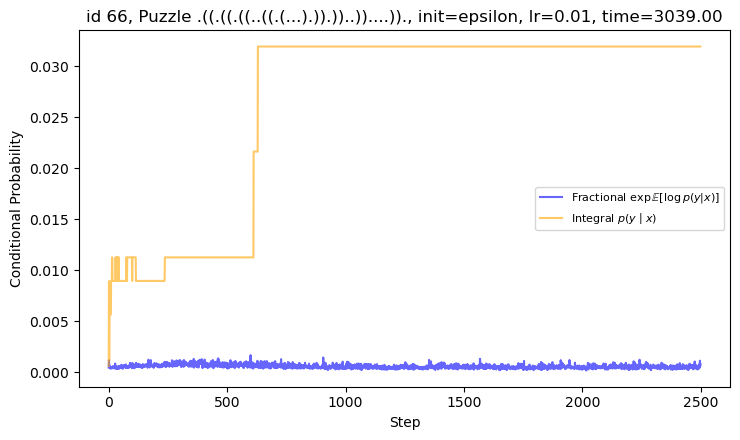 id 66, Puzzle .((.((.((..((.(...).)).))..))....))., init=epsilon, lr=0.01, time=3039.00
Conditional Probability
0.030
0.025
0.020
0.015
0.010
0.005
0.000
Fractional exp𝔼[log p(y|x)]
Integral p(y | x)
0
500
1000
1500
2000
2500
Step